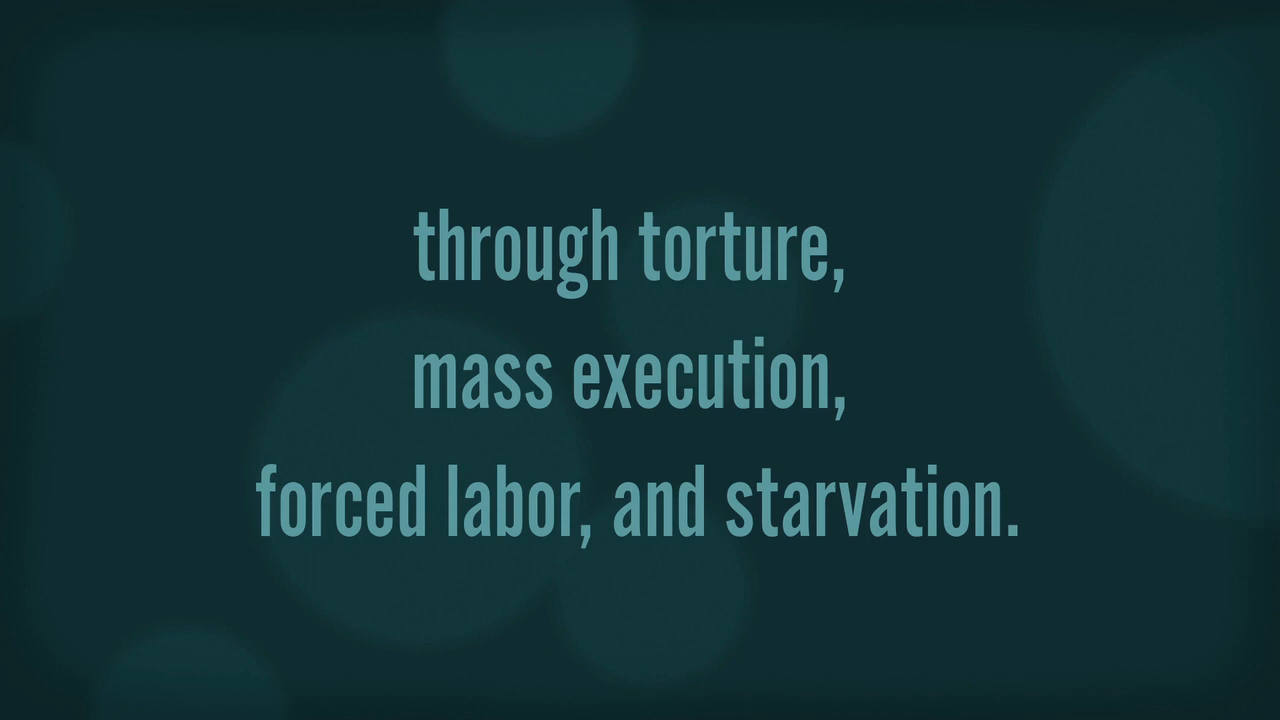 through torture,
mass execution,
forced labor, and starvation.